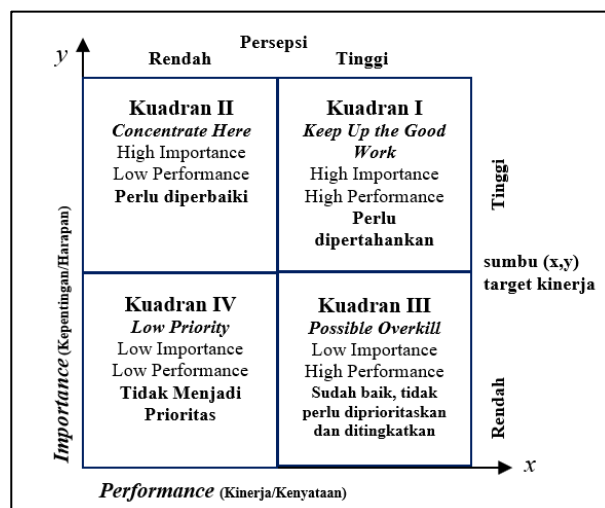 Persepsi
y
Rendah
Tinggi
Kuadran II
Concentrate Here
High Importance
Low Performance
Perlu diperbaiki
Kuadran I
Keep Up the Good
Work
High Importance
High Performance
Perlu
dipertahankan
Tinggi
sumbu (x,y)
target kinerja
Kuadran IV
Low Priority
Low Importance
Low Performance
Tidak Menjadi
Prioritas
Kuadran III
Possible Overkill
Low Importance
High Performance
Sudah baik, tidak
perlu diprioritaskan
dan ditingkatkan
Rendah
Importance (Kepentingan/Harapan)
x
Performance (Kinerja/Kenyataan)